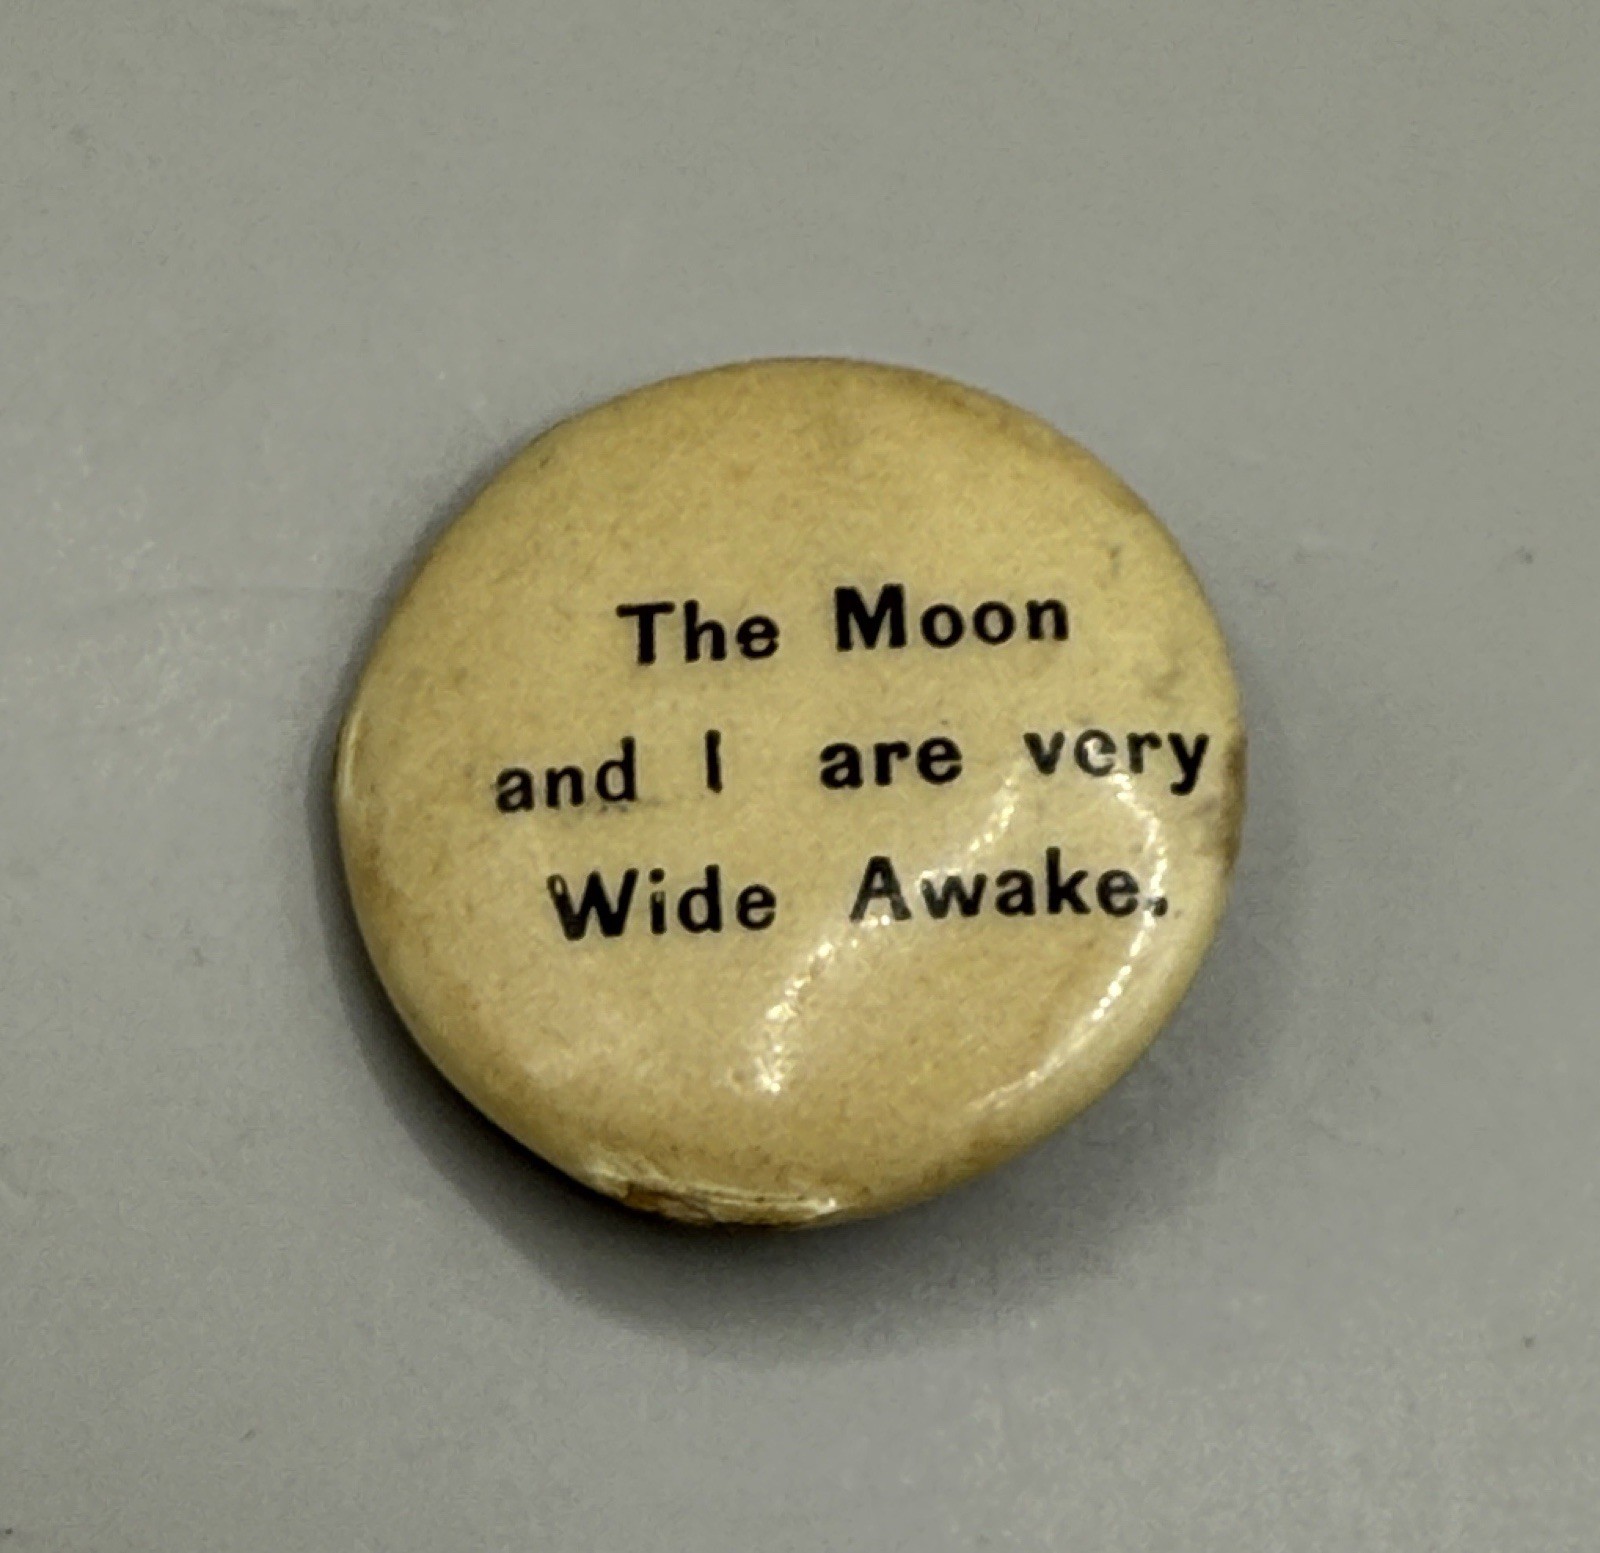 The Moon
and I are very
Wide Awake.